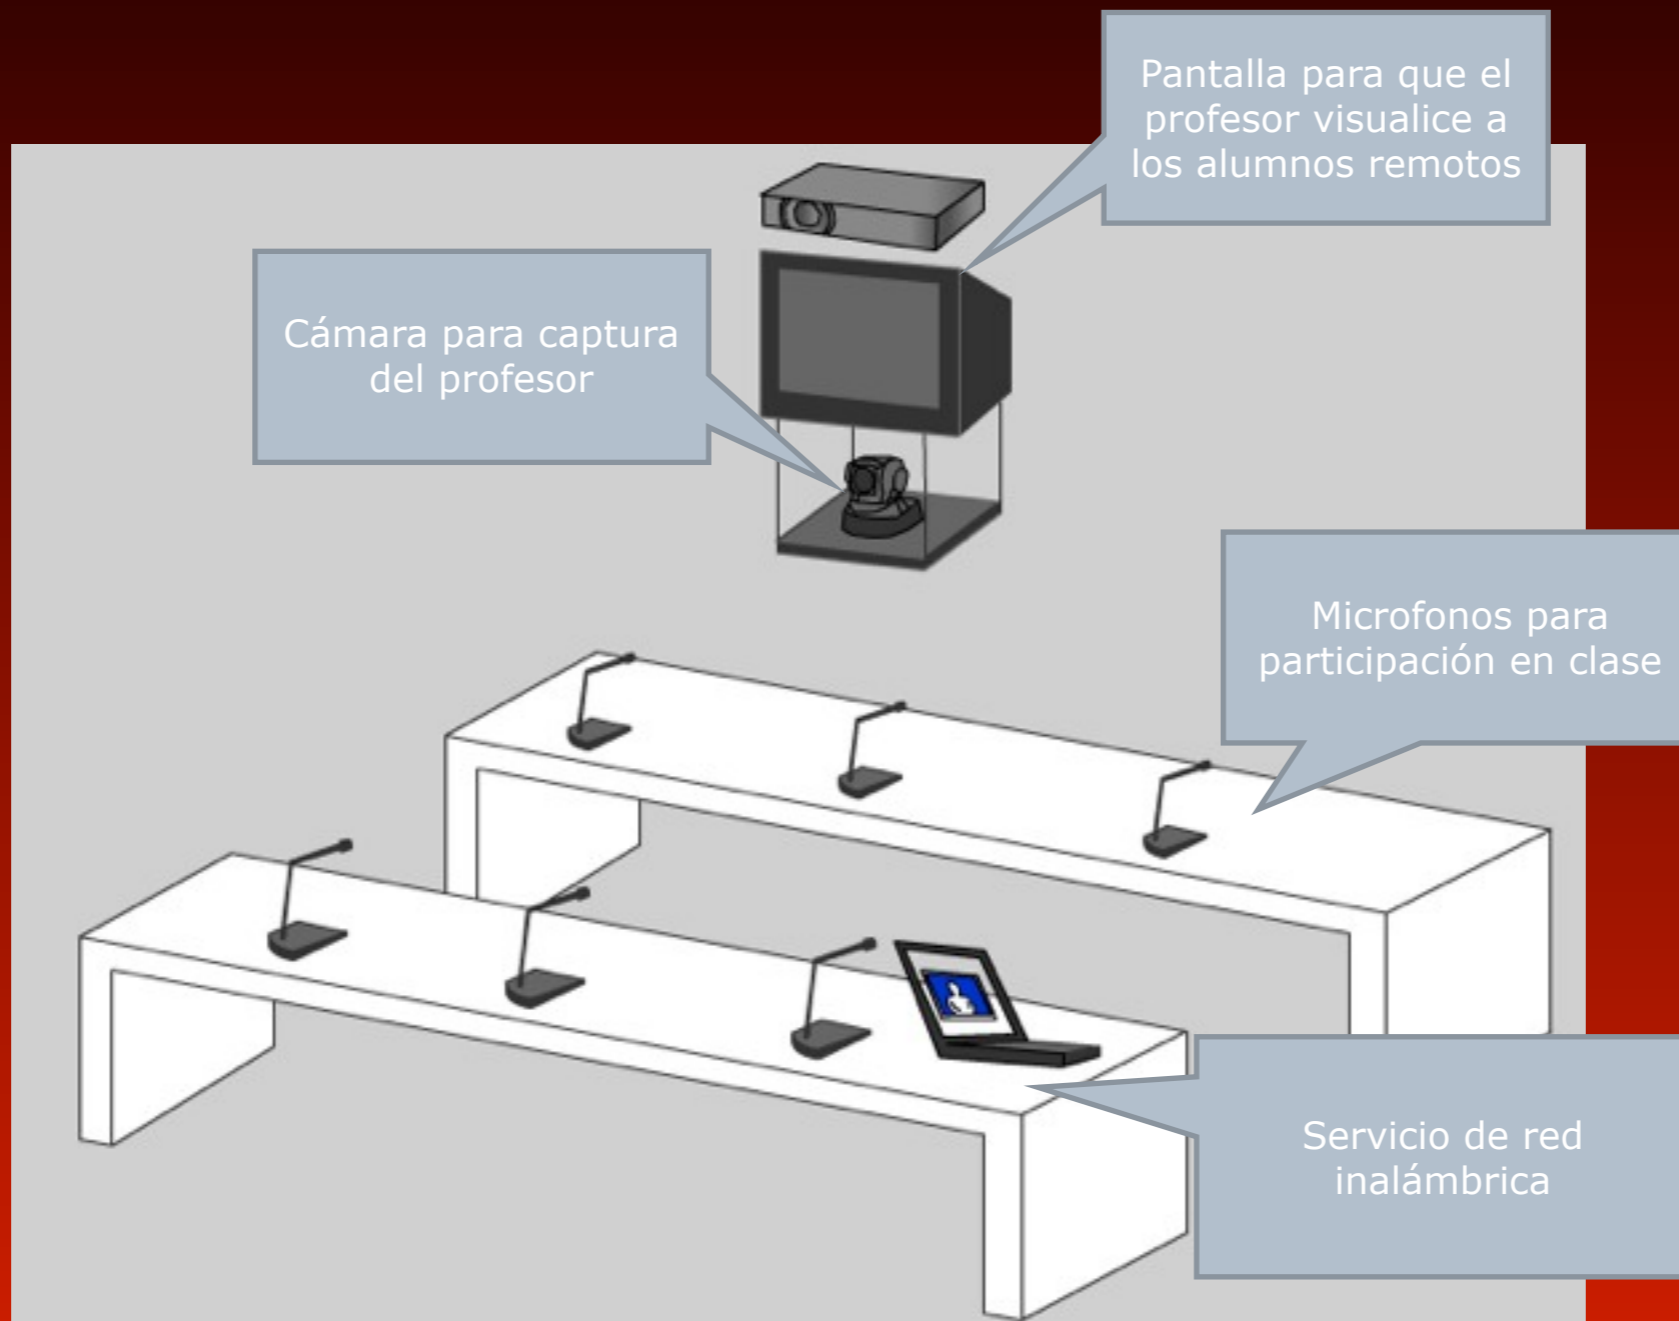 Pantalla para que el
profesor visualice a
los alumnos remotos
Cámara para captura
del profesor
Microfonos para
participación en clase
Servicio de red
inalámbrica